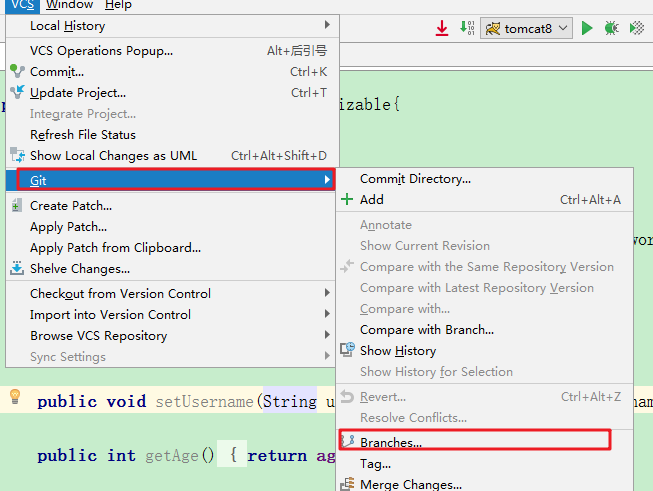 VCS Window Help
Local History
tomcat8
VCS Operations Popup... Alt+后引号
Commit... Ctrl+K
Update Project... Ctrl+T
izable{
Integrate Project...
Refresh File Status
Show Local Changes as UML Ctrl+Alt+Shift+D
Git
Commit Directory...
Create Patch...
Add Ctrl+Alt+A
Apply Patch...
Annotate
Apply Patch from Clipboard...
Show Current Revision
Shelve Changes...
Compare with the Same Repository Version
Compare with Latest Repository Version
Checkout from Version Control
Compare with...
Import into Version Control
Compare with Branch...
Browse VCS Repository
Show History
Sync Settings
Show History for Selection
public void setUsername(String u
Revert... Ctrl+Alt+Z
Resolve Conflicts...
Branches...
public int getAge() { return ag
Tag...
Merge Changes...